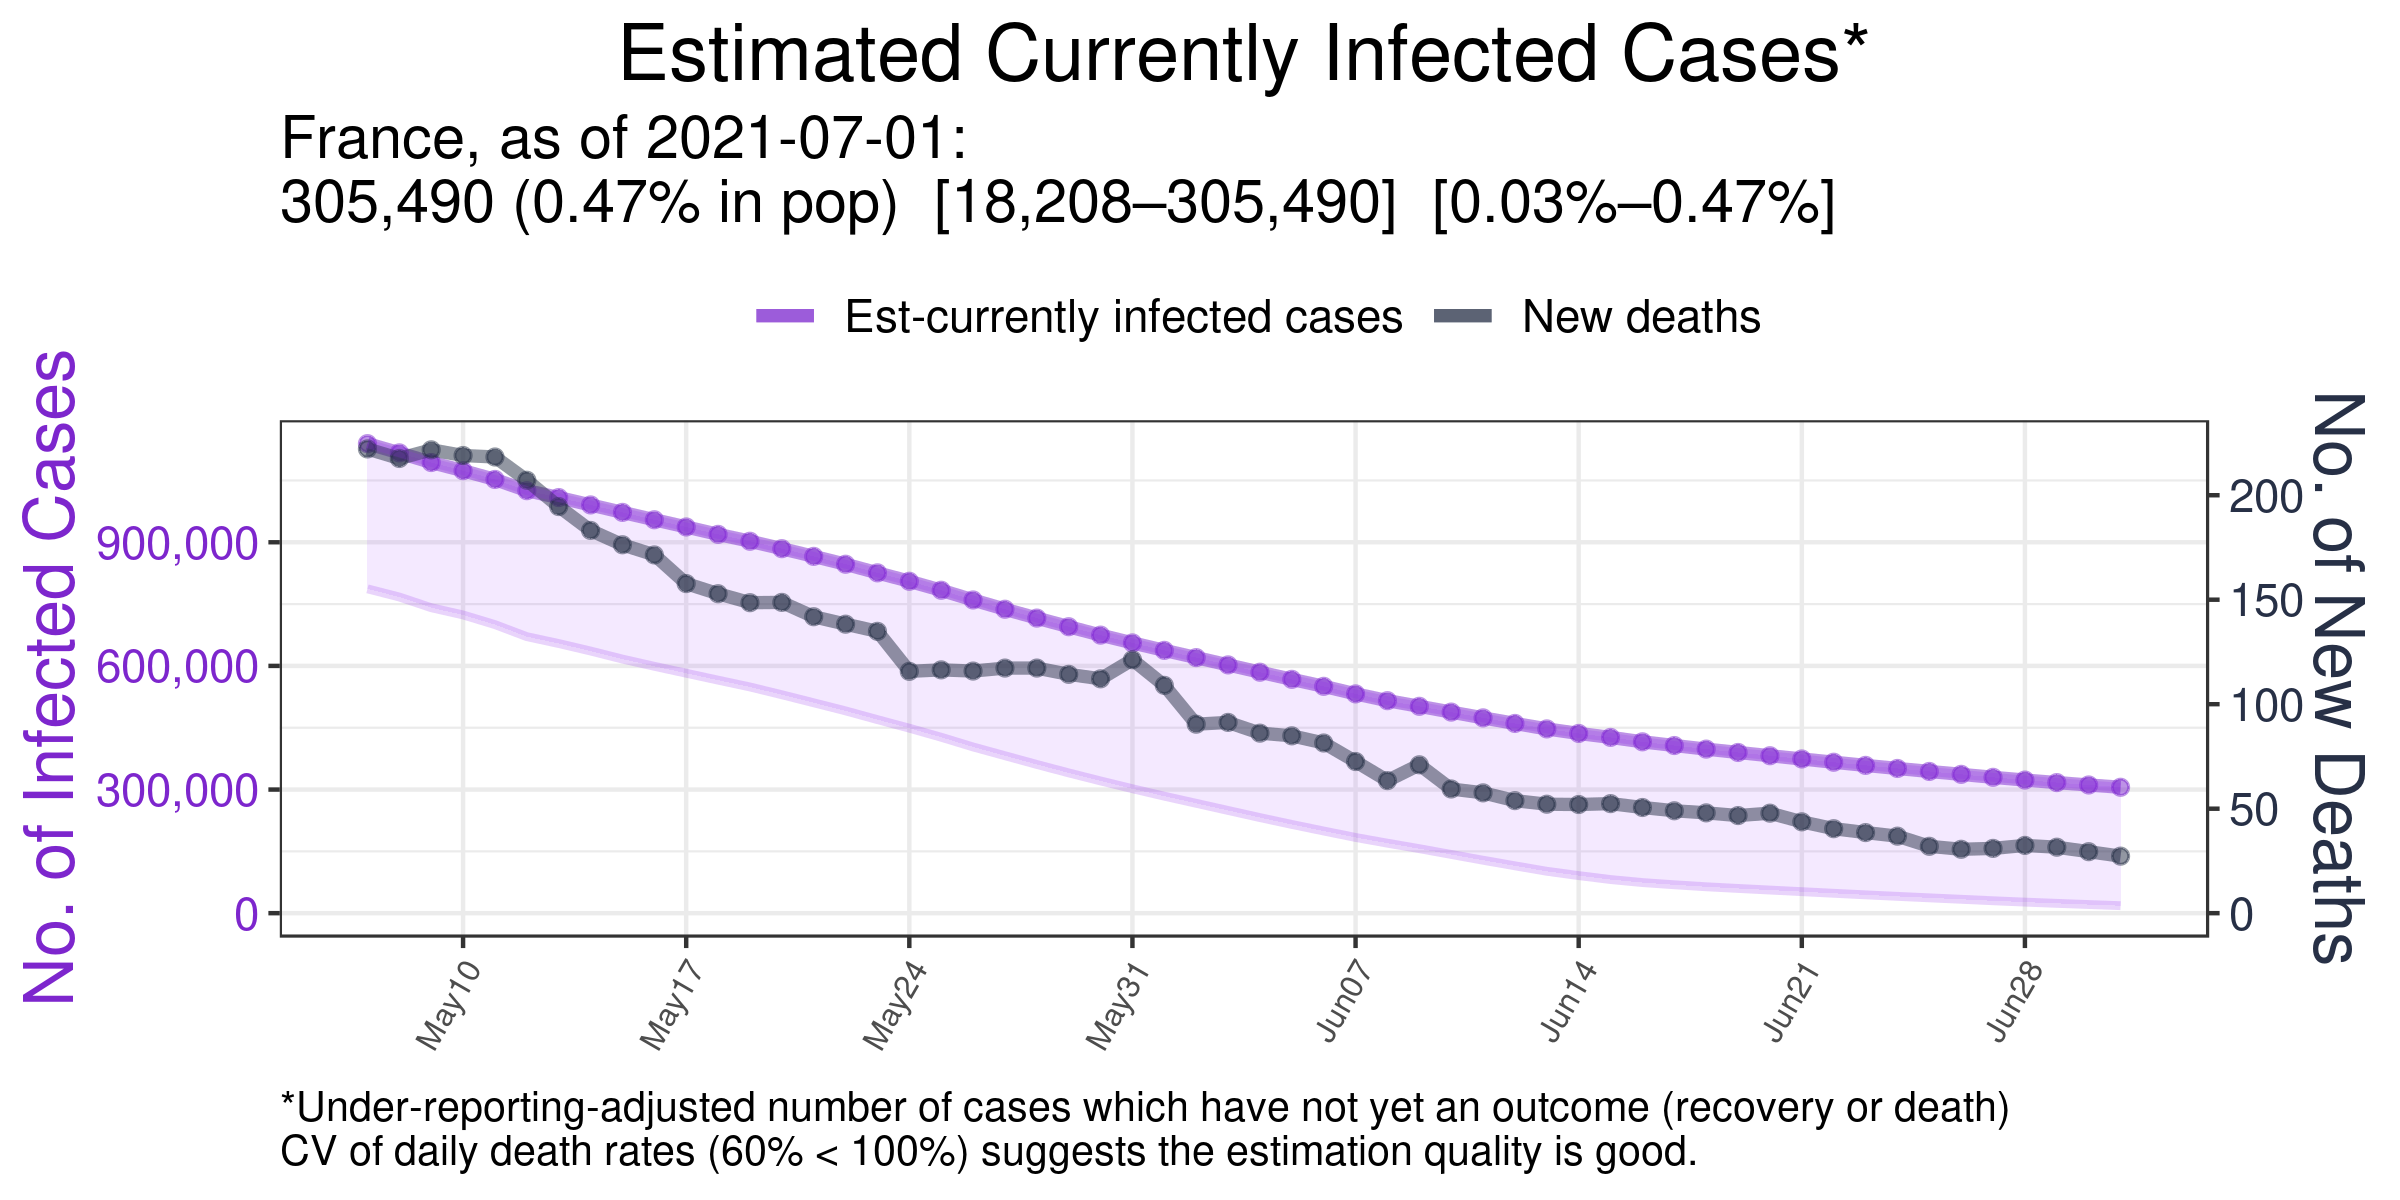 Estimated Currently Infected Cases*
France, as of 2021-07-01:
305,490 (0.47% in pop)  [18,208–305,490]  [0.03%–0.47%]
Est-currently infected cases
New deaths
No. of Infected Cases
900,000
600,000
300,000
0
200
150
100
50
0
No. of New Deaths
May10
May17
May24
May31
Jun07
Jun14
Jun21
Jun28
*Under-reporting-adjusted number of cases which have not yet an outcome (recovery or death)
CV of daily death rates (60% < 100%) suggests the estimation quality is good.